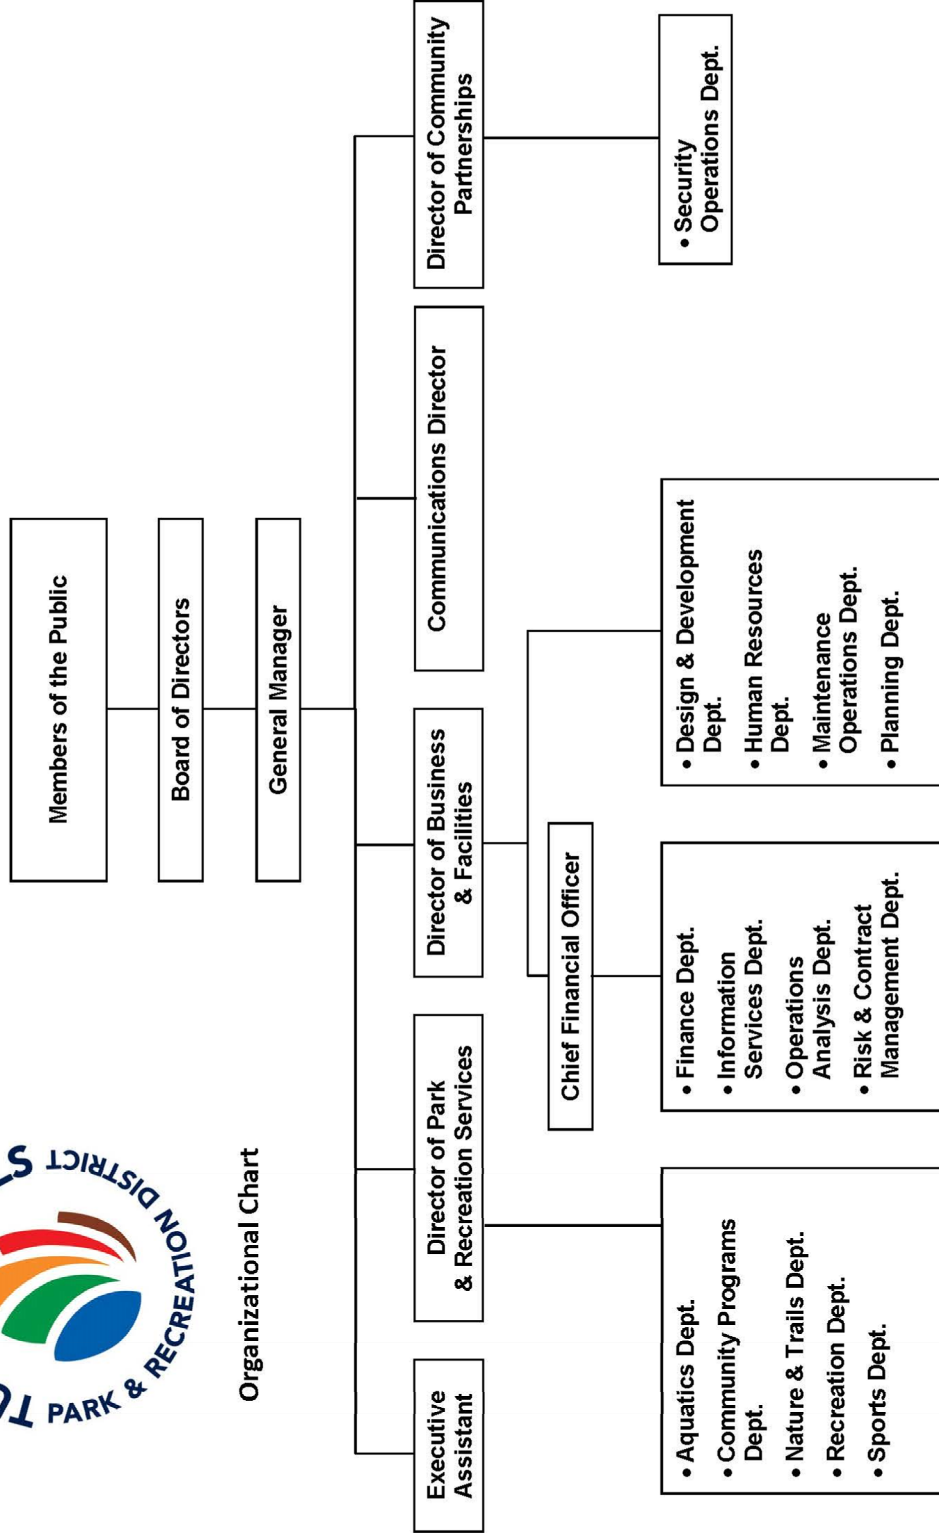 PARK & RECREATION DISTRICT
Organizational Chart
Members of the Public
Board of Directors
General Manager
Executive
Assistant
Director of Park
& Recreation Services
Director of Business
& Facilities
Communications Director
Director of Community
Partnerships
Chief Financial Officer
• Aquatics Dept.
• Community Programs
Dept.
• Nature & Trails Dept.
• Recreation Dept.
• Sports Dept.
• Finance Dept.
• Information
Services Dept.
• Operations
Analysis Dept.
• Risk & Contract
Management Dept.
• Design & Development
Dept.
• Human Resources
Dept.
• Maintenance
Operations Dept.
• Planning Dept.
• Security
Operations Dept.